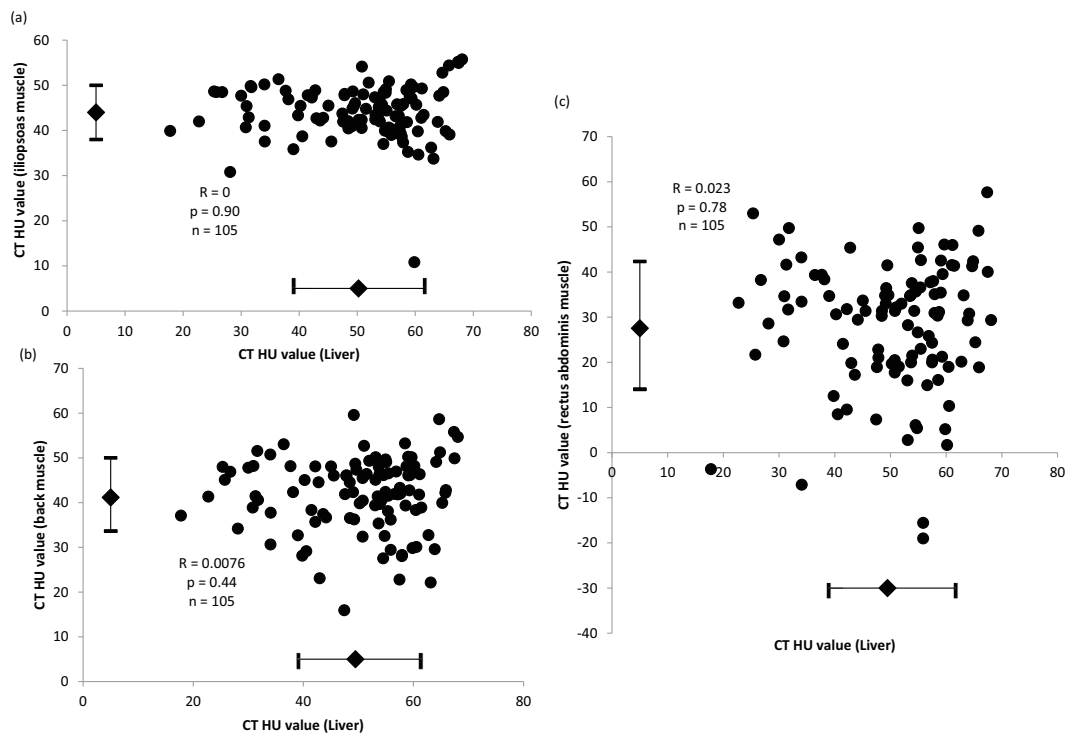 (a)
60
50
40
30
20
10
0
CT HU value (iliopsoas muscle)
R = 0
p = 0.90
n = 105
0 10 20 30 40 50 60 70 80
CT HU value (Liver)
(b)
70
60
50
40
30
20
10
0
CT HU value (back muscle)
R = 0.0076
p = 0.44
n = 105
0 20 40 60 80
CT HU value (Liver)
(c)
70
60
50
40
30
20
10
0
-10
-20
-30
-40
CT HU value (rectus abdominis muscle)
R = 0.023
p = 0.78
n = 105
0 10 20 30 40 50 60 70 80
CT HU value (Liver)